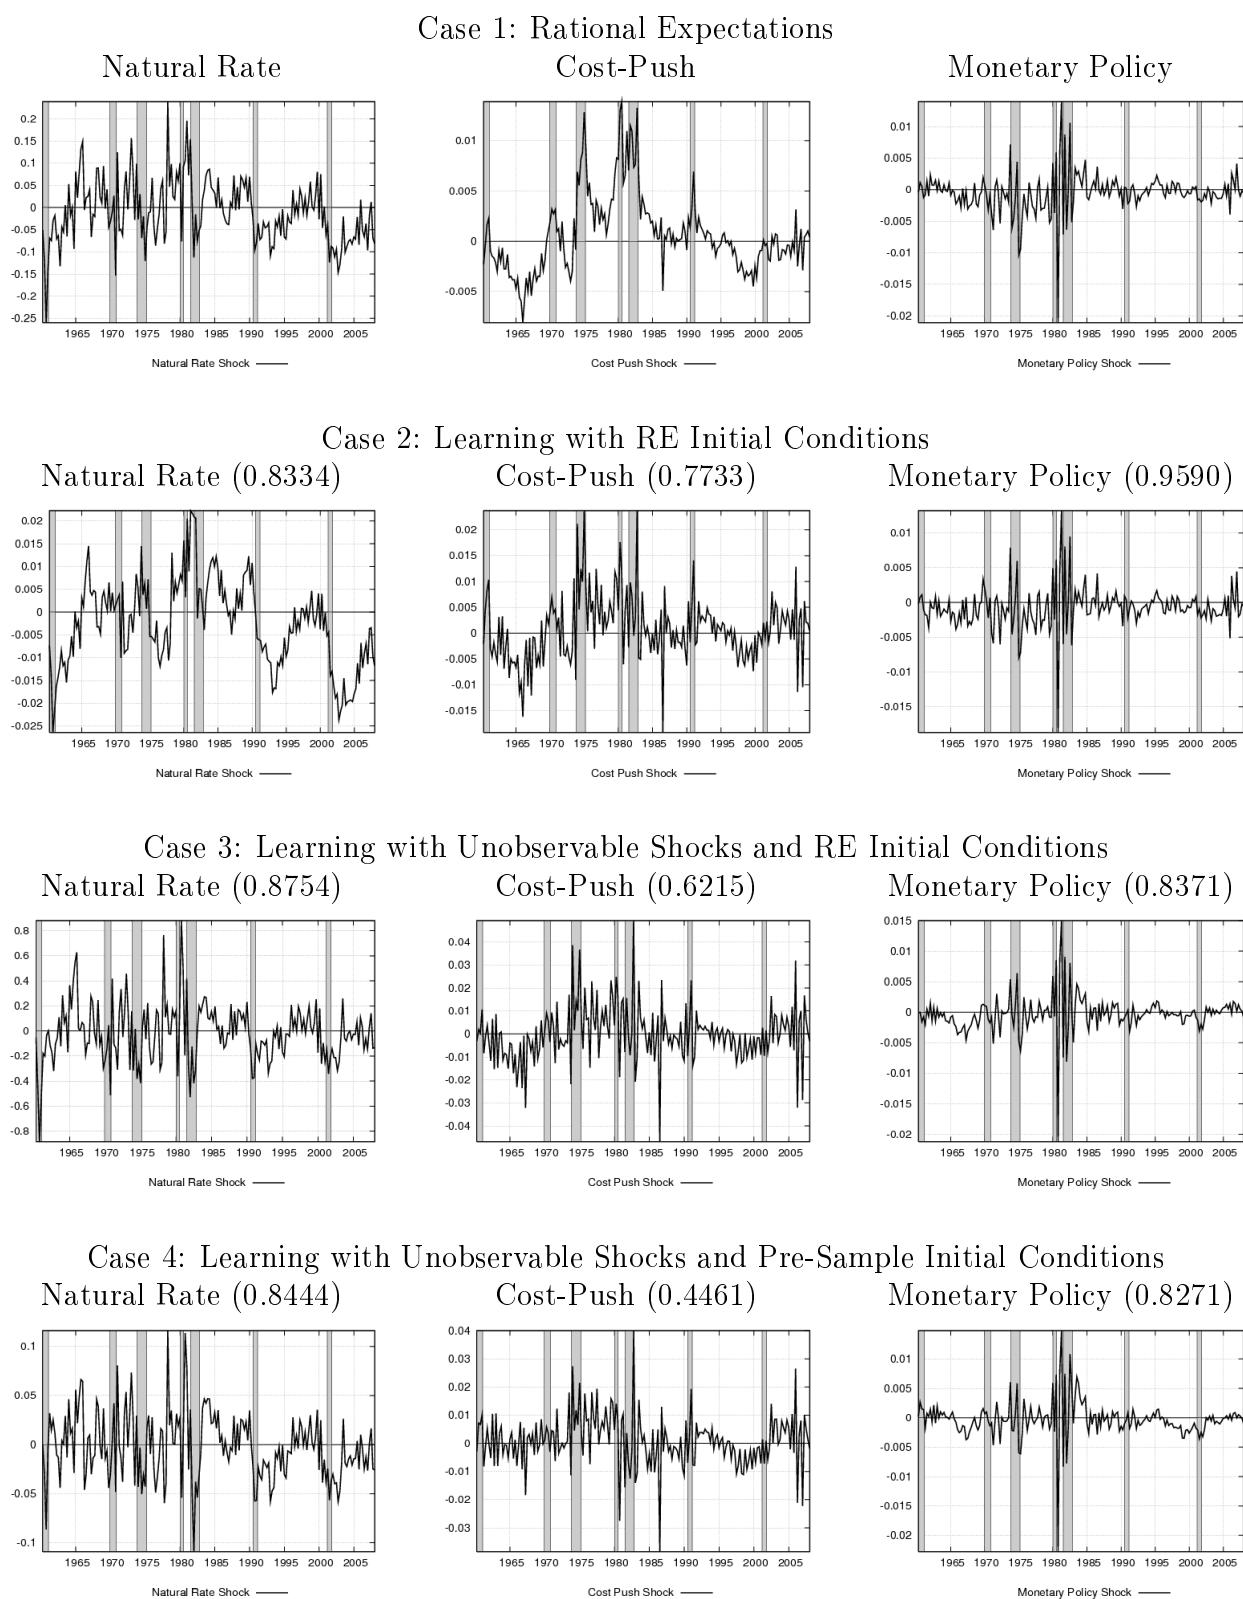 Case 1: Rational Expectations
Natural Rate Cost-Push Monetary Policy
0.2
0.15
0.1
0.05
0
-0.05
-0.1
-0.15
-0.2
-0.25
1965 1970 1975 1980 1985 1990 1995 2000 2005
Natural Rate Shock
0.01
0.005
0
-0.005
1965 1970 1975 1980 1985 1990 1995 2000 2005
Cost Push Shock
0.01
0.005
0
-0.005
-0.01
-0.015
-0.02
1965 1970 1975 1980 1985 1990 1995 2000 2005
Monetary Policy Shock
Case 2: Learning with RE Initial Conditions
Natural Rate (0.8334) Cost-Push (0.7733) Monetary Policy (0.9590)
0.02
0.015
0.01
0.005
0
-0.005
-0.01
-0.015
-0.02
-0.025
1965 1970 1975 1980 1985 1990 1995 2000 2005
Natural Rate Shock
0.02
0.015
0.01
0.005
0
-0.005
-0.01
-0.015
1965 1970 1975 1980 1985 1990 1995 2000 2005
Cost Push Shock
0.01
0.005
0
-0.005
-0.01
-0.015
1965 1970 1975 1980 1985 1990 1995 2000 2005
Monetary Policy Shock
Case 3: Learning with Unobservable Shocks and RE Initial Conditions
Natural Rate (0.8754) Cost-Push (0.6215) Monetary Policy (0.8371)
0.8
0.6
0.4
0.2
0
-0.2
-0.4
-0.6
-0.8
1965 1970 1975 1980 1985 1990 1995 2000 2005
Natural Rate Shock
0.04
0.03
0.02
0.01
0
-0.01
-0.02
-0.03
-0.04
1965 1970 1975 1980 1985 1990 1995 2000 2005
Cost Push Shock
0.015
0.01
0.005
0
-0.005
-0.01
-0.015
-0.02
1965 1970 1975 1980 1985 1990 1995 2000 2005
Monetary Policy Shock
Case 4: Learning with Unobservable Shocks and Pre-Sample Initial Conditions
Natural Rate (0.8444) Cost-Push (0.4461) Monetary Policy (0.8271)
0.1
0.05
0
-0.05
-0.1
1965 1970 1975 1980 1985 1990 1995 2000 2005
Natural Rate Shock
0.04
0.03
0.02
0.01
0
-0.01
-0.02
-0.03
1965 1970 1975 1980 1985 1990 1995 2000 2005
Cost Push Shock
0.01
0.005
0
-0.005
-0.01
-0.015
-0.02
1965 1970 1975 1980 1985 1990 1995 2000 2005
Monetary Policy Shock